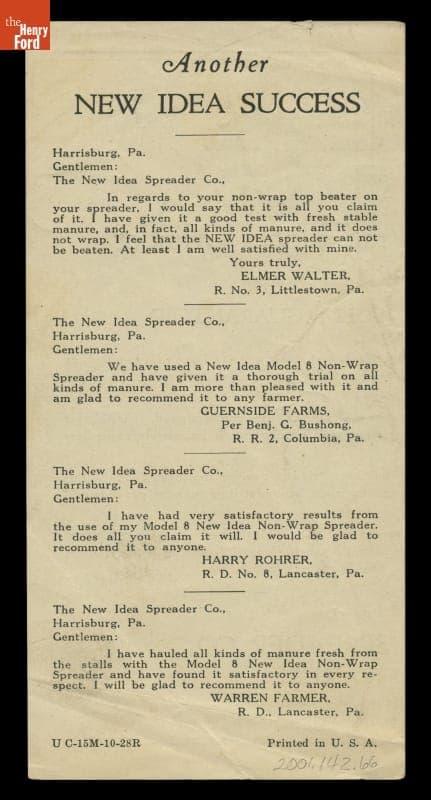 the
Henry
Ford
Another
NEW IDEA SUCCESS
Harrisburg, Pa.
Gentlemen:
The New Idea Spreader Co.,
In regards to your non-wrap top beater on
your spreader, I would say that it is all you claim
of it. I have given it a good test with fresh stable
manure, and, in fact, all kinds of manure, and it does
not wrap. I feel that the NEW IDEA spreader can not
be beaten. At least I am well satisfied with mine.
Yours truly,
ELMER WALTER,
R. No. 3, Littlestown, Pa.
The New Idea Spreader Co.,
Harrisburg, Pa.
Gentlemen:
We have used a New Idea Model 8 Non-Wrap
Spreader and have given it a thorough trial on all
kinds of manure. I am more than pleased with it and
am glad to recommend it to any farmer.
GUERNSIDE FARMS,
Per Benj. G. Bushong,
R. R. 2, Columbia, Pa.
The New Idea Spreader Co.,
Harrisburg, Pa.
Gentlemen:
I have had very satisfactory results from
the use of my Model 8 New Idea Non-Wrap Spreader.
It does all you claim it will. I would be glad to
recommend it to anyone.
HARRY ROHRER,
R. D. No. 8, Lancaster, Pa.
The New Idea Spreader Co.,
Harrisburg, Pa.
Gentlemen:
I have hauled all kinds of manure fresh from
the stalls with the Model 8 New Idea Non-Wrap
Spreader and have found it satisfactory in every re-
spect. I will be glad to recommend it to anyone.
WARREN FARMER,
R. D., Lancaster, Pa.
U C-15M-10-28R
Printed in U. S. A.
2001.142.66